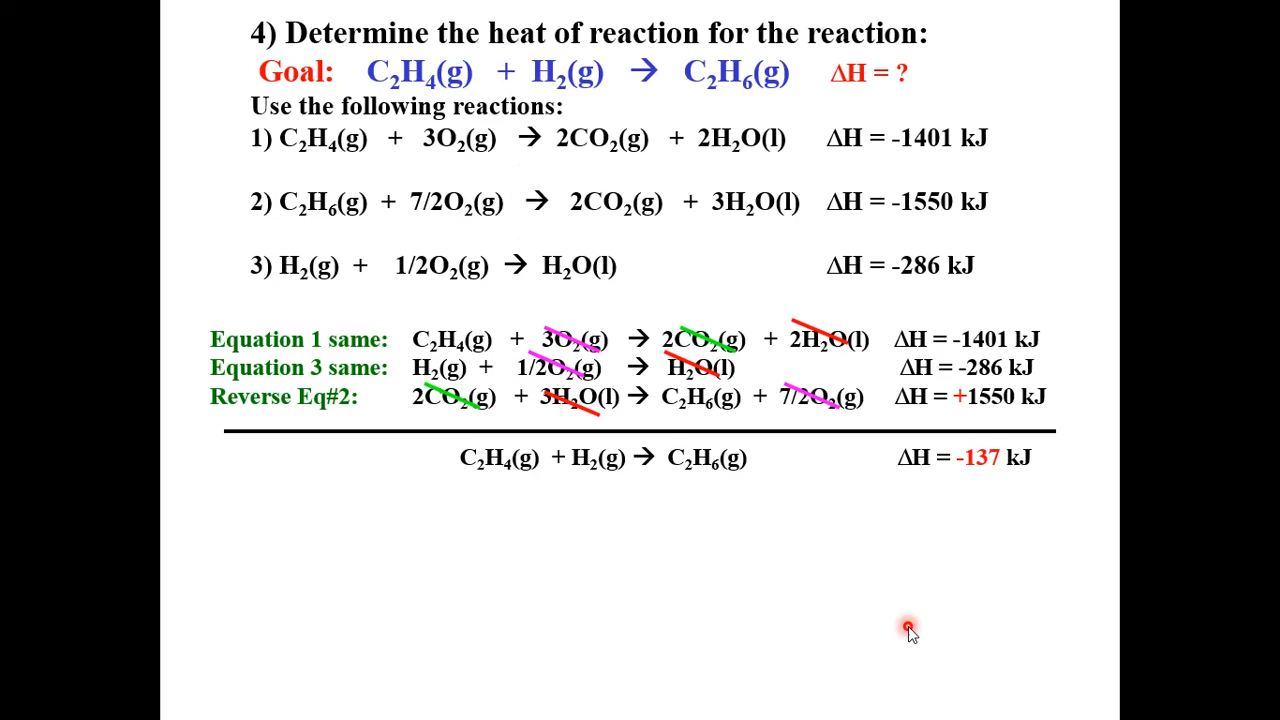 4) Determine the heat of reaction for the reaction:
Goal: C₂H₄(g) + H₂(g) → C₂H₆(g) ΔH = ?
Use the following reactions:
1) C₂H₄(g) + 3O₂(g) → 2CO₂(g) + 2H₂O(l) ΔH = -1401 kJ
2) C₂H₆(g) + 7/2O₂(g) → 2CO₂(g) + 3H₂O(l) ΔH = -1550 kJ
3) H₂(g) + 1/2O₂(g) → H₂O(l) ΔH = -286 kJ
Equation 1 same: C₂H₄(g) + 3O₂(g) → 2CO₂(g) + 2H₂O(l) ΔH = -1401 kJ
Equation 3 same: H₂(g) + 1/2O₂(g) → H₂O(l) ΔH = -286 kJ
Reverse Eq#2: 2CO₂(g) + 3H₂O(l) → C₂H₆(g) + 7/2O₂(g) ΔH = +1550 kJ
C₂H₄(g) + H₂(g) → C₂H₆(g) ΔH = -137 kJ